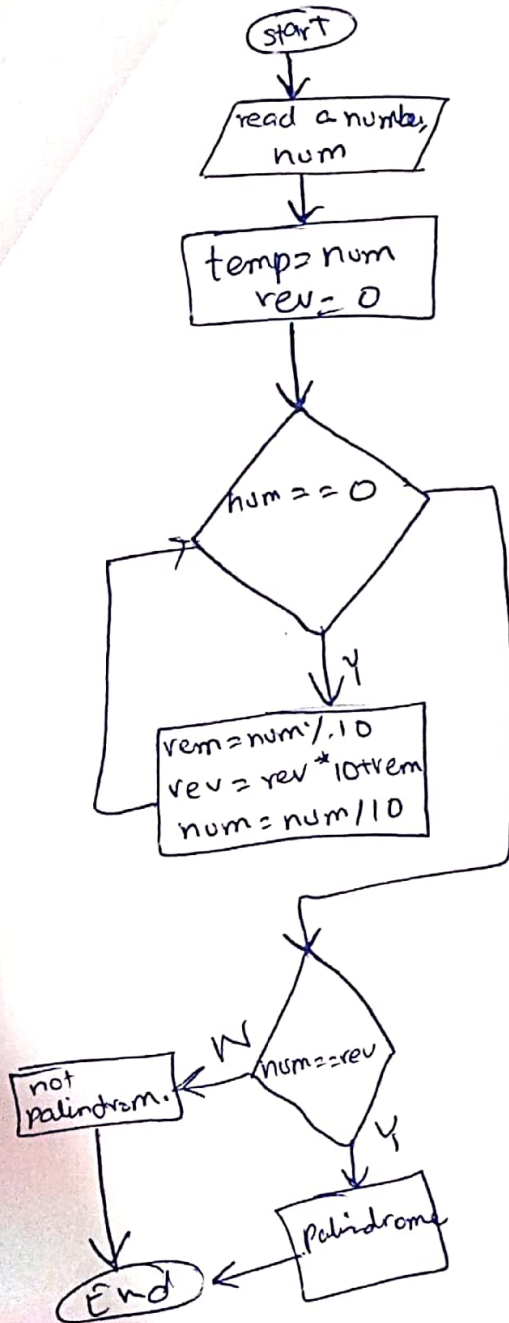 start
read a number,
num
temp = num
rev = 0
num == 0
Y
rem = num % 10
rev = rev * 10 + rem
num = num / 10
num == rev
N
not
palindrom.
Y
Palindrome
End